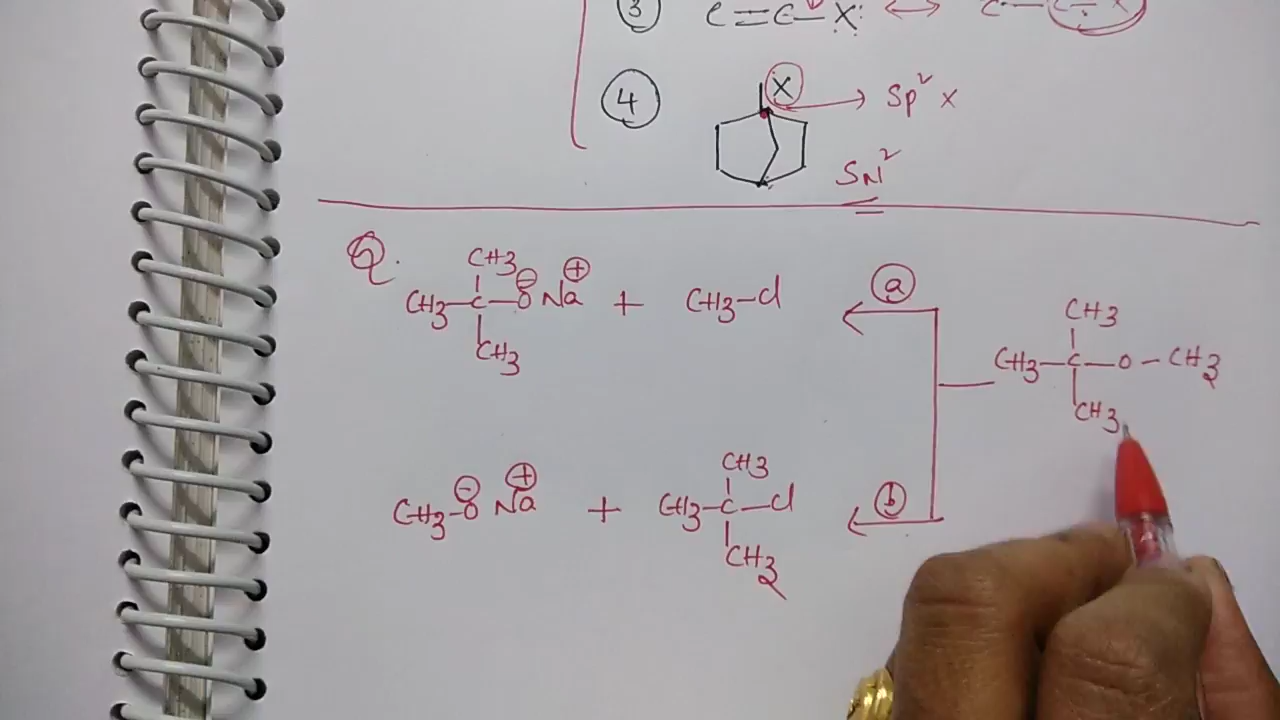 ③ C=C-X: ↔ C
④ X → Sp² x
SN²
Q.
CH3 CH3
CH3-C-O⊖ Na⊕ + CH3-Cl ← ⓐ CH3-C-O-CH3
CH3 CH3
CH3
CH3-O⊖ Na⊕ + CH3-C-Cl ← ⓑ
CH3